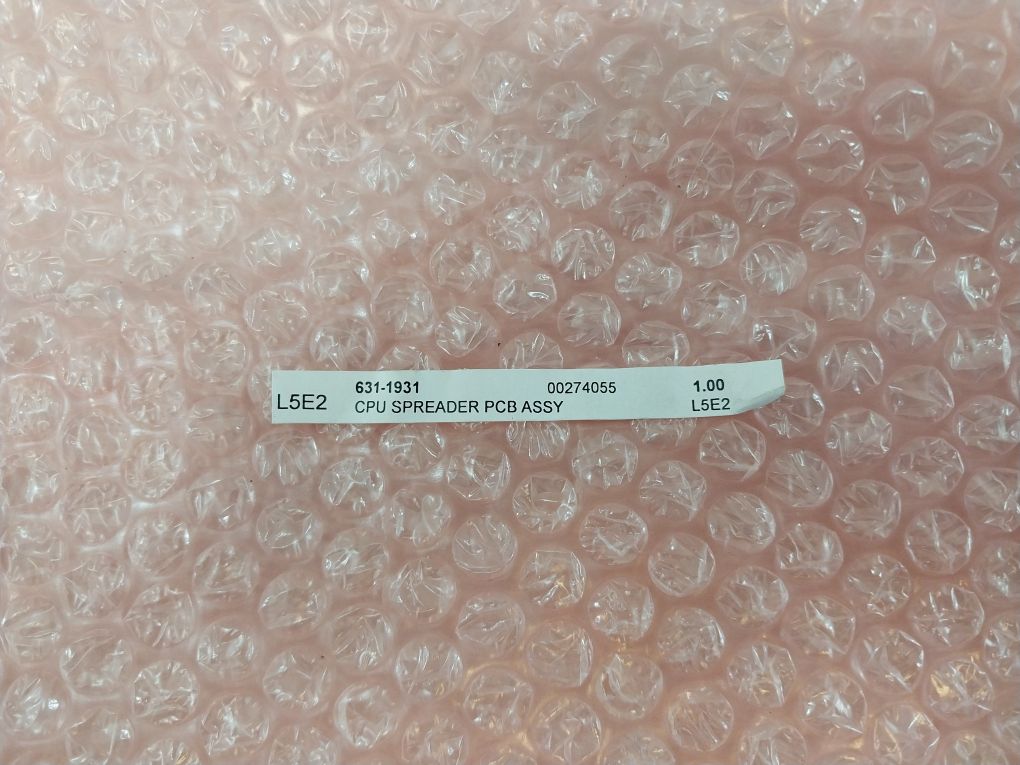 L5E2 631-1931 00274055 1.00
CPU SPREADER PCB ASSY L5E2